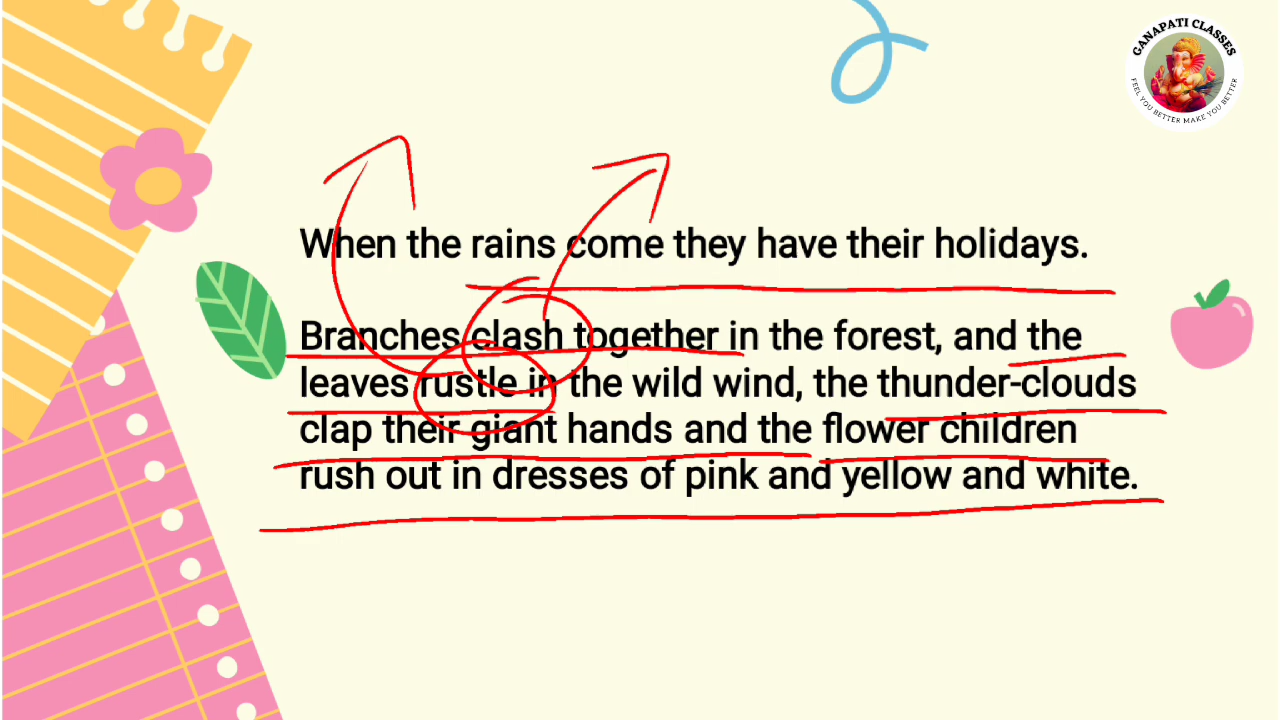 GANAPATI CLASSES
FEEL YOU BETTER MAKE YOU BETTER
When the rains come they have their holidays.
Branches clash together in the forest, and the
leaves rustle in the wild wind, the thunder-clouds
clap their giant hands and the flower children
rush out in dresses of pink and yellow and white.